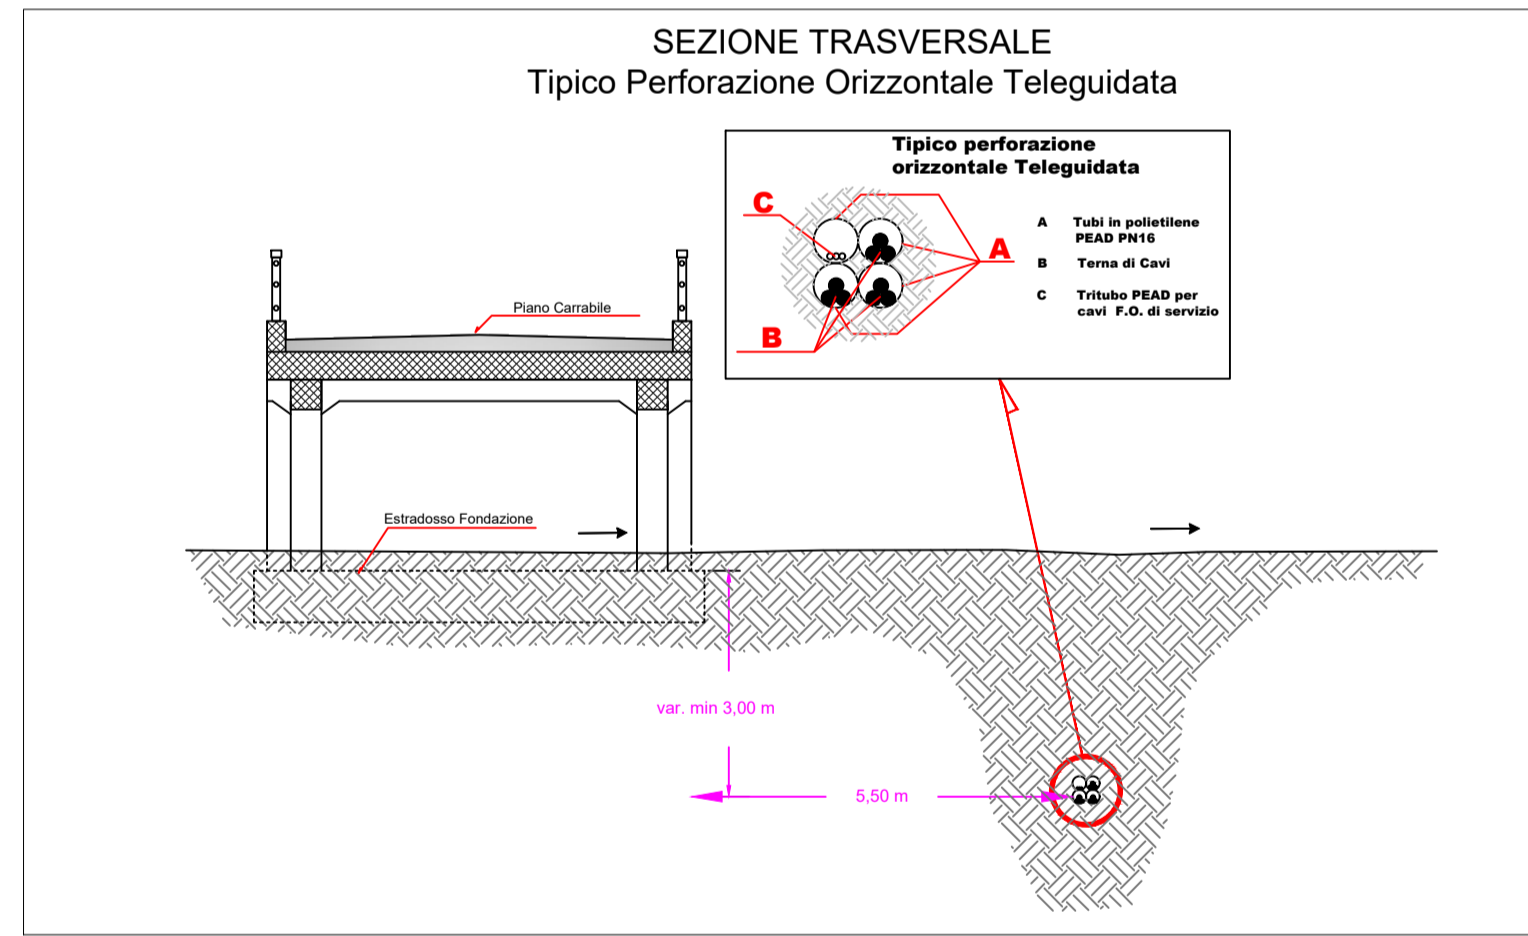 SEZIONE TRASVERSALE
Tipico Perforazione Orizzontale Teleguidata
Tipico perforazione
orizzontale Teleguidata
C
A
B
A Tubi in polietilene
PEAD PN16
B Terna di Cavi
C Tritubo PEAD per
cavi F.O. di servizio
Piano Carrabile
Estradosso Fondazione
var. min 3,00 m
5,50 m